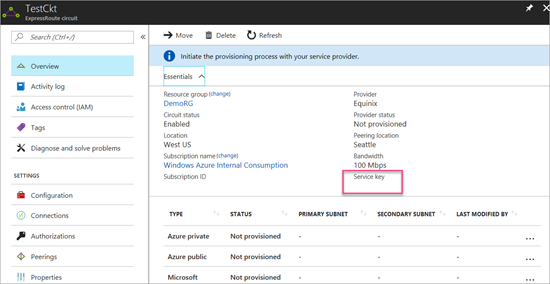 TestCkt
ExpressRoute circuit
Search (Ctrl+/)
Overview
Activity log
Access control (IAM)
Tags
Diagnose and solve problems
SETTINGS
Configuration
Connections
Authorizations
Peerings
Properties
Move Delete Refresh
Initiate the provisioning process with your service provider.
Essentials
Resource group (change)
DemoRG
Circuit status
Enabled
Location
West US
Subscription name (change)
Windows Azure Internal Consumption
Subscription ID
Provider
Equinix
Provider status
Not provisioned
Peering location
Seattle
Bandwidth
100 Mbps
Service key
TYPE STATUS PRIMARY SUBNET SECONDARY SUBNET LAST MODIFIED BY
Azure private Not provisioned - - - ...
Azure public Not provisioned - - - ...
Microsoft Not provisioned - - - ...